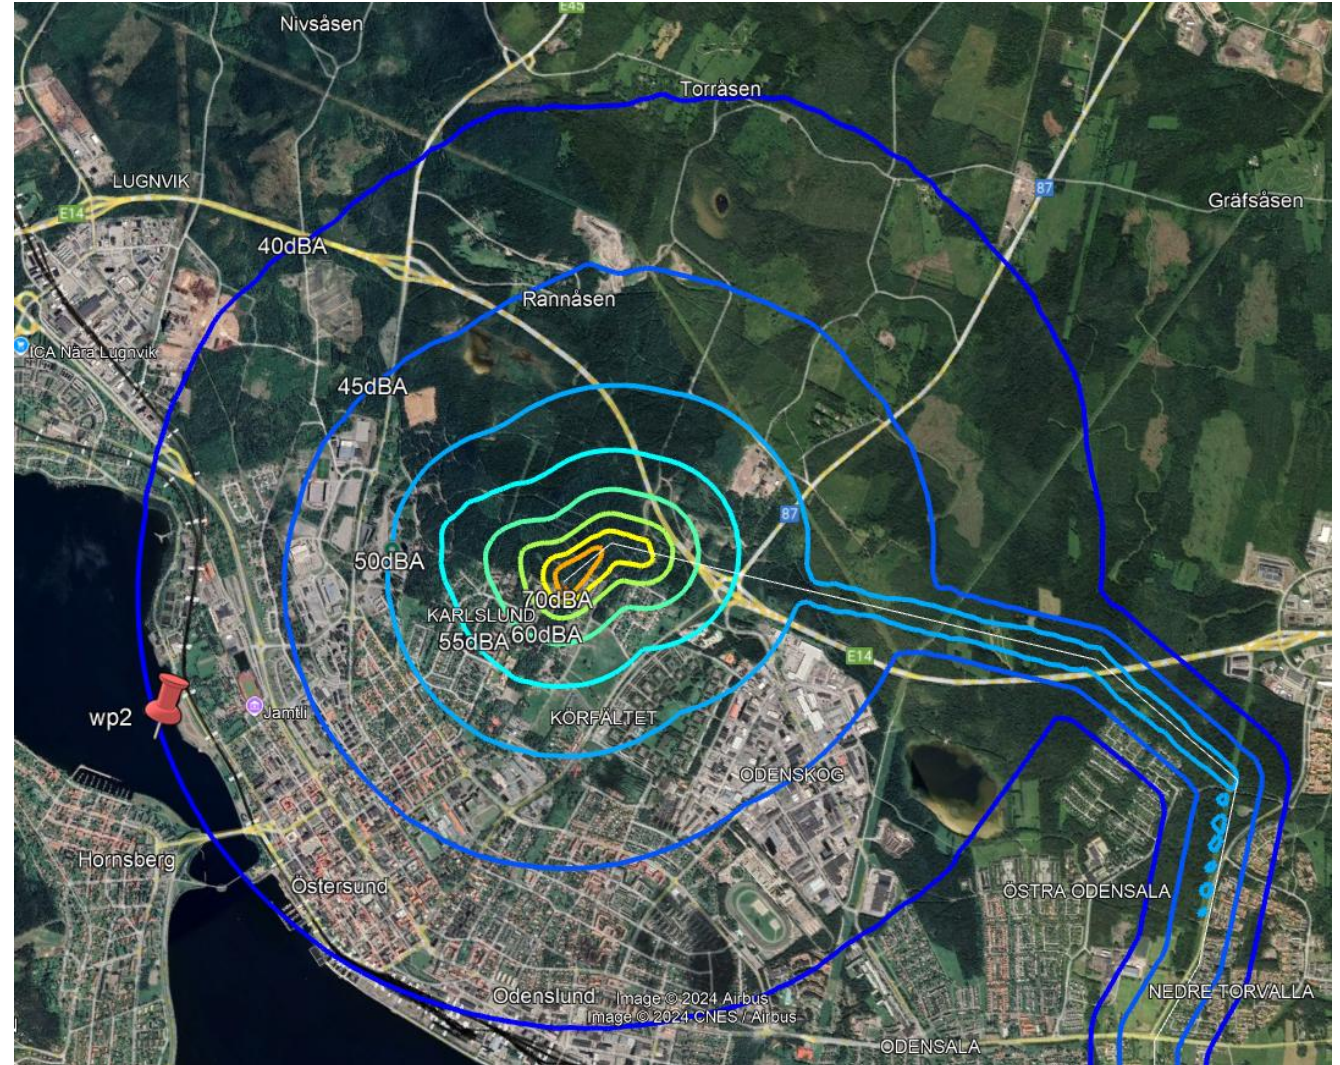 E45
Nivsåsen
Torråsen
LUGNVIK
87
Gräfsåsen
E14
40dBA
Rannåsen
ICA Nära Lugnvik
45dBA
87
50dBA
70dBA
KARLSLUND
55dBA
60dBA
E14
wp2
Jamtli
KÖRFÄLTET
ODENSKOG
Hornsberg
Östersund
ÖSTRA ODENSALA
Odenslund
Image © 2024 Airbus
Image © 2024 CNES / Airbus
NEDRE TORVALLA
ODENSALA